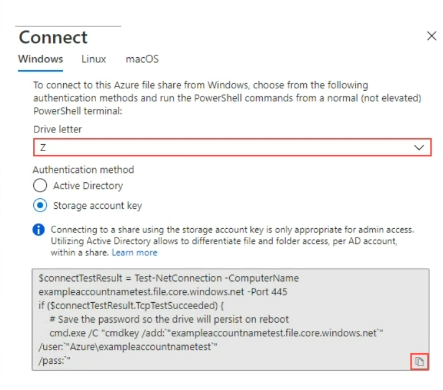 Connect
Windows Linux macOS
To connect to this Azure file share from Windows, choose from the following
authentication methods and run the PowerShell commands from a normal (not elevated)
PowerShell terminal:
Drive letter
Z
Authentication method
Active Directory
Storage account key
Connecting to a share using the storage account key is only appropriate for admin access.
Utilizing Active Directory allows to differentiate file and folder access, per AD account,
within a share. Learn more
$connectTestResult = Test-NetConnection -ComputerName
exampleaccountnametest.file.core.windows.net -Port 445
if ($connectTestResult.TcpTestSucceeded) {
# Save the password so the drive will persist on reboot
cmd.exe /C "cmdkey /add:`"exampleaccountnametest.file.core.windows.net`"
/user:`"Azure\exampleaccountnametest`"
/pass:`"